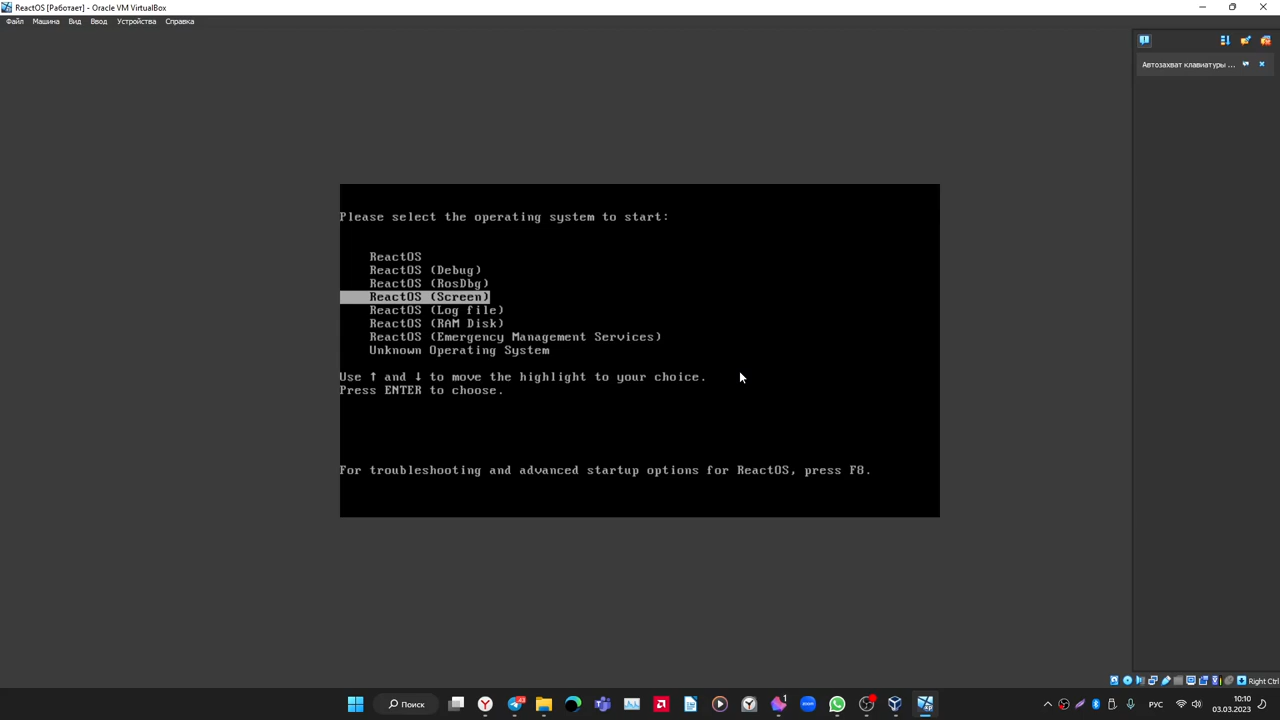 ReactOS [Работает] - Oracle VM VirtualBox
Файл Машина Вид Ввод Устройства Справка
Автозахват клавиатуры ...
Please select the operating system to start:
ReactOS
ReactOS (Debug)
ReactOS (RosDbg)
ReactOS (Screen)
ReactOS (Log file)
ReactOS (RAM Disk)
ReactOS (Emergency Management Services)
Unknown Operating System
Use ↑ and ↓ to move the highlight to your choice.
Press ENTER to choose.
For troubleshooting and advanced startup options for ReactOS, press F8.
Right Ctrl
Поиск
РУС
10:10
03.03.2023